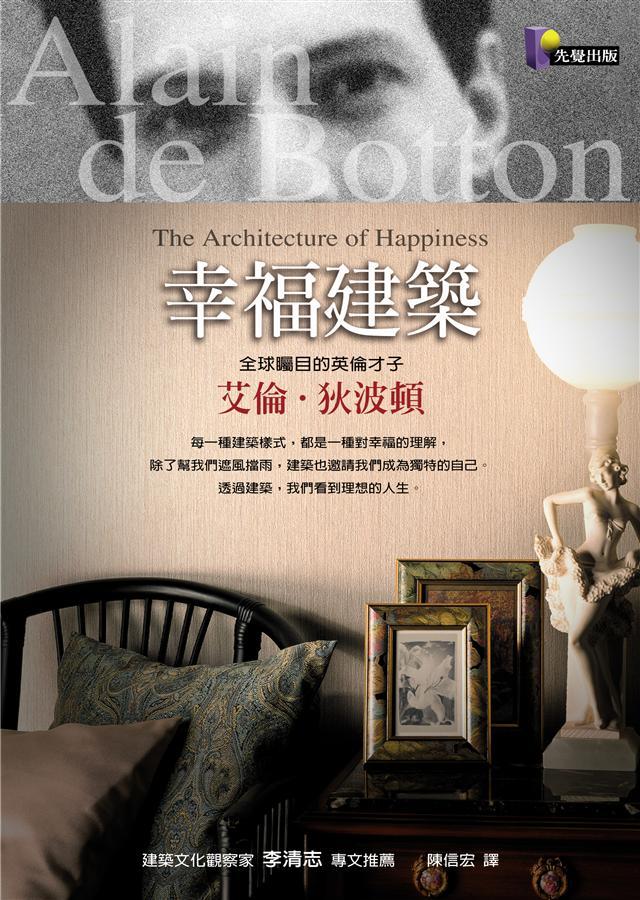 Alain
de Botton
先覺出版
The Architecture of Happiness
幸福建築
全球矚目的英倫才子
艾倫・狄波頓
每一種建築樣式，都是一種對幸福的理解，
除了幫我們遮風擋雨，建築也邀請我們成為獨特的自己。
透過建築，我們看到理想的人生。
建築文化觀察家 李清志 專文推薦 陳信宏 譯